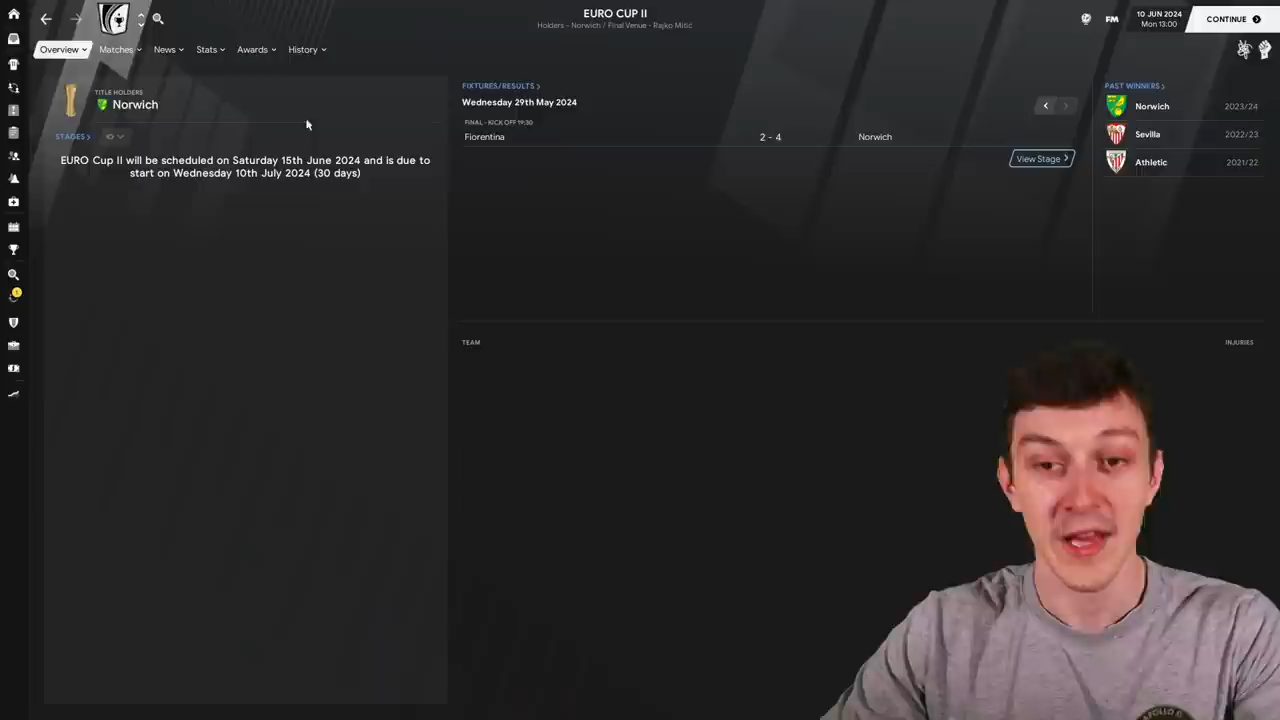 EURO CUP II
Holders - Norwich / Final Venue - Rajko Mitić
FM
10 JUN 2024
Mon 13:00
CONTINUE
Overview
Matches
News
Stats
Awards
History
TITLE HOLDERS
Norwich
STAGES
EURO Cup II will be scheduled on Saturday 15th June 2024 and is due to
start on Wednesday 10th July 2024 (30 days)
FIXTURES/RESULTS
Wednesday 29th May 2024
FINAL - KICK OFF 19:30
Fiorentina 2 - 4 Norwich
View Stage
PAST WINNERS
Norwich 2023/24
Sevilla 2022/23
Athletic 2021/22
TEAM
INJURIES